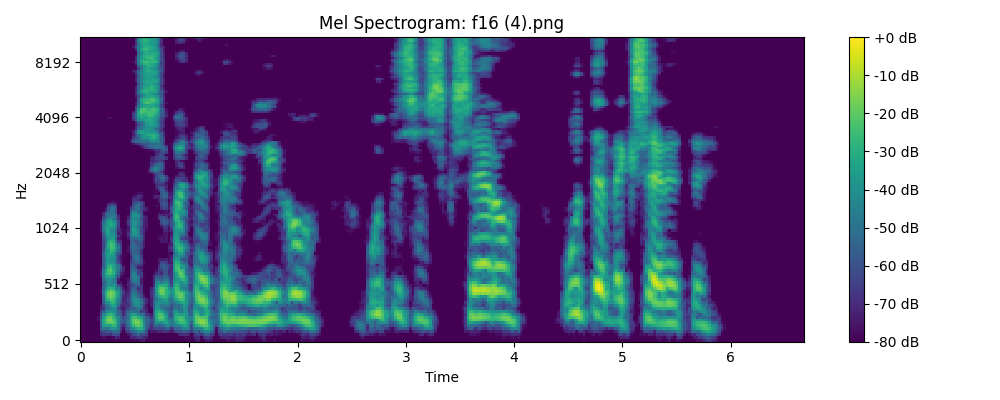 Mel Spectrogram: f16 (4).png
+0 dB
8192
-10 dB
4096
-20 dB
-30 dB
2048
Hz
-40 dB
1024
-50 dB
512
-60 dB
-70 dB
0
-80 dB
0 1 2 3 4 5 6
Time